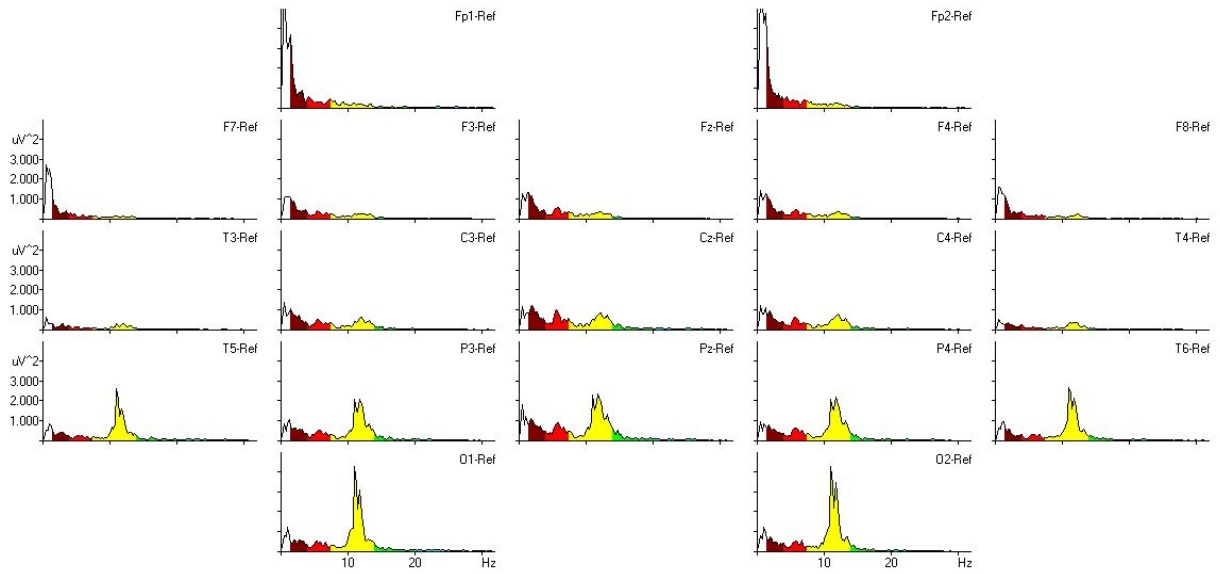 Fp1-Ref Fp2-Ref
uV^2 F7-Ref F3-Ref Fz-Ref F4-Ref F8-Ref
3.000
2.000
1.000
uV^2 T3-Ref C3-Ref Cz-Ref C4-Ref T4-Ref
3.000
2.000
1.000
uV^2 T5-Ref P3-Ref Pz-Ref P4-Ref T6-Ref
3.000
2.000
1.000
O1-Ref O2-Ref
10 20 Hz 10 20 Hz